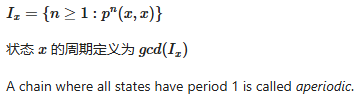 I_x = {n ≥ 1 : p^n(x, x)}
状态 x 的周期定义为 gcd(I_x)
A chain where all states have period 1 is called aperiodic.